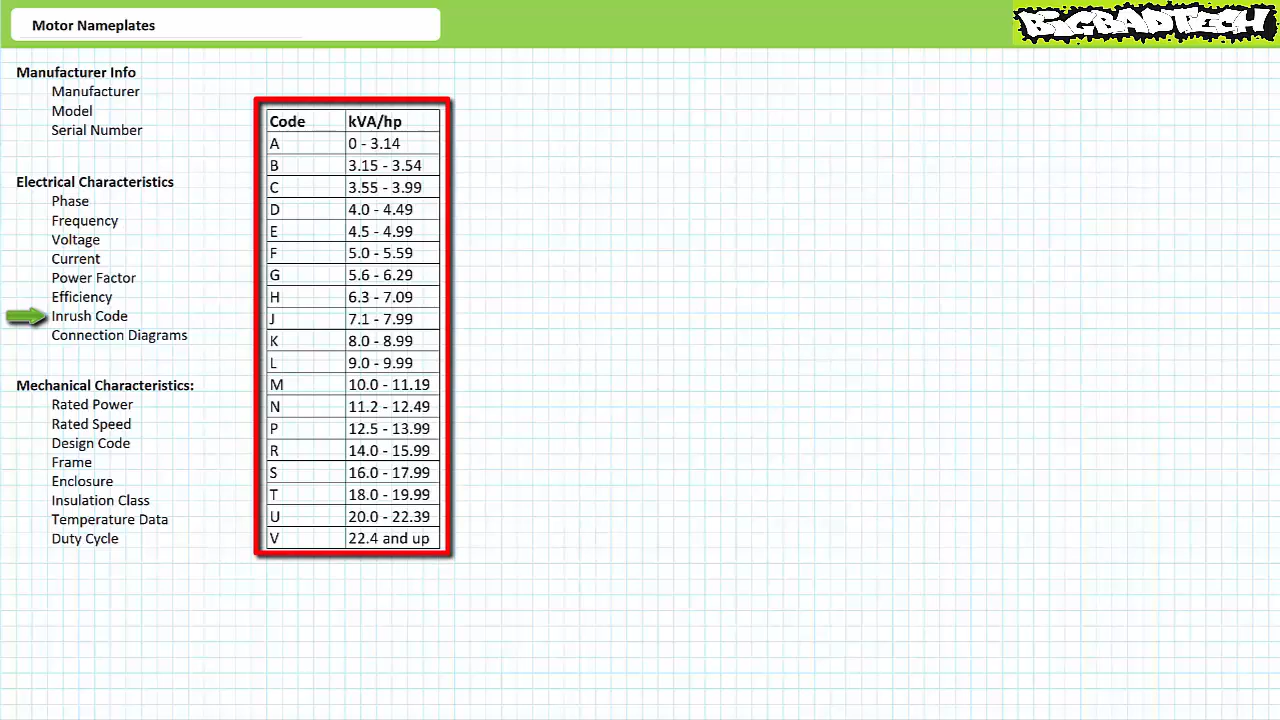 Motor Nameplates
BIGBADTECH
Manufacturer Info
Manufacturer
Model
Serial Number
Electrical Characteristics
Phase
Frequency
Voltage
Current
Power Factor
Efficiency
Inrush Code
Connection Diagrams
Mechanical Characteristics:
Rated Power
Rated Speed
Design Code
Frame
Enclosure
Insulation Class
Temperature Data
Duty Cycle
Code kVA/hp
A 0 - 3.14
B 3.15 - 3.54
C 3.55 - 3.99
D 4.0 - 4.49
E 4.5 - 4.99
F 5.0 - 5.59
G 5.6 - 6.29
H 6.3 - 7.09
J 7.1 - 7.99
K 8.0 - 8.99
L 9.0 - 9.99
M 10.0 - 11.19
N 11.2 - 12.49
P 12.5 - 13.99
R 14.0 - 15.99
S 16.0 - 17.99
T 18.0 - 19.99
U 20.0 - 22.39
V 22.4 and up